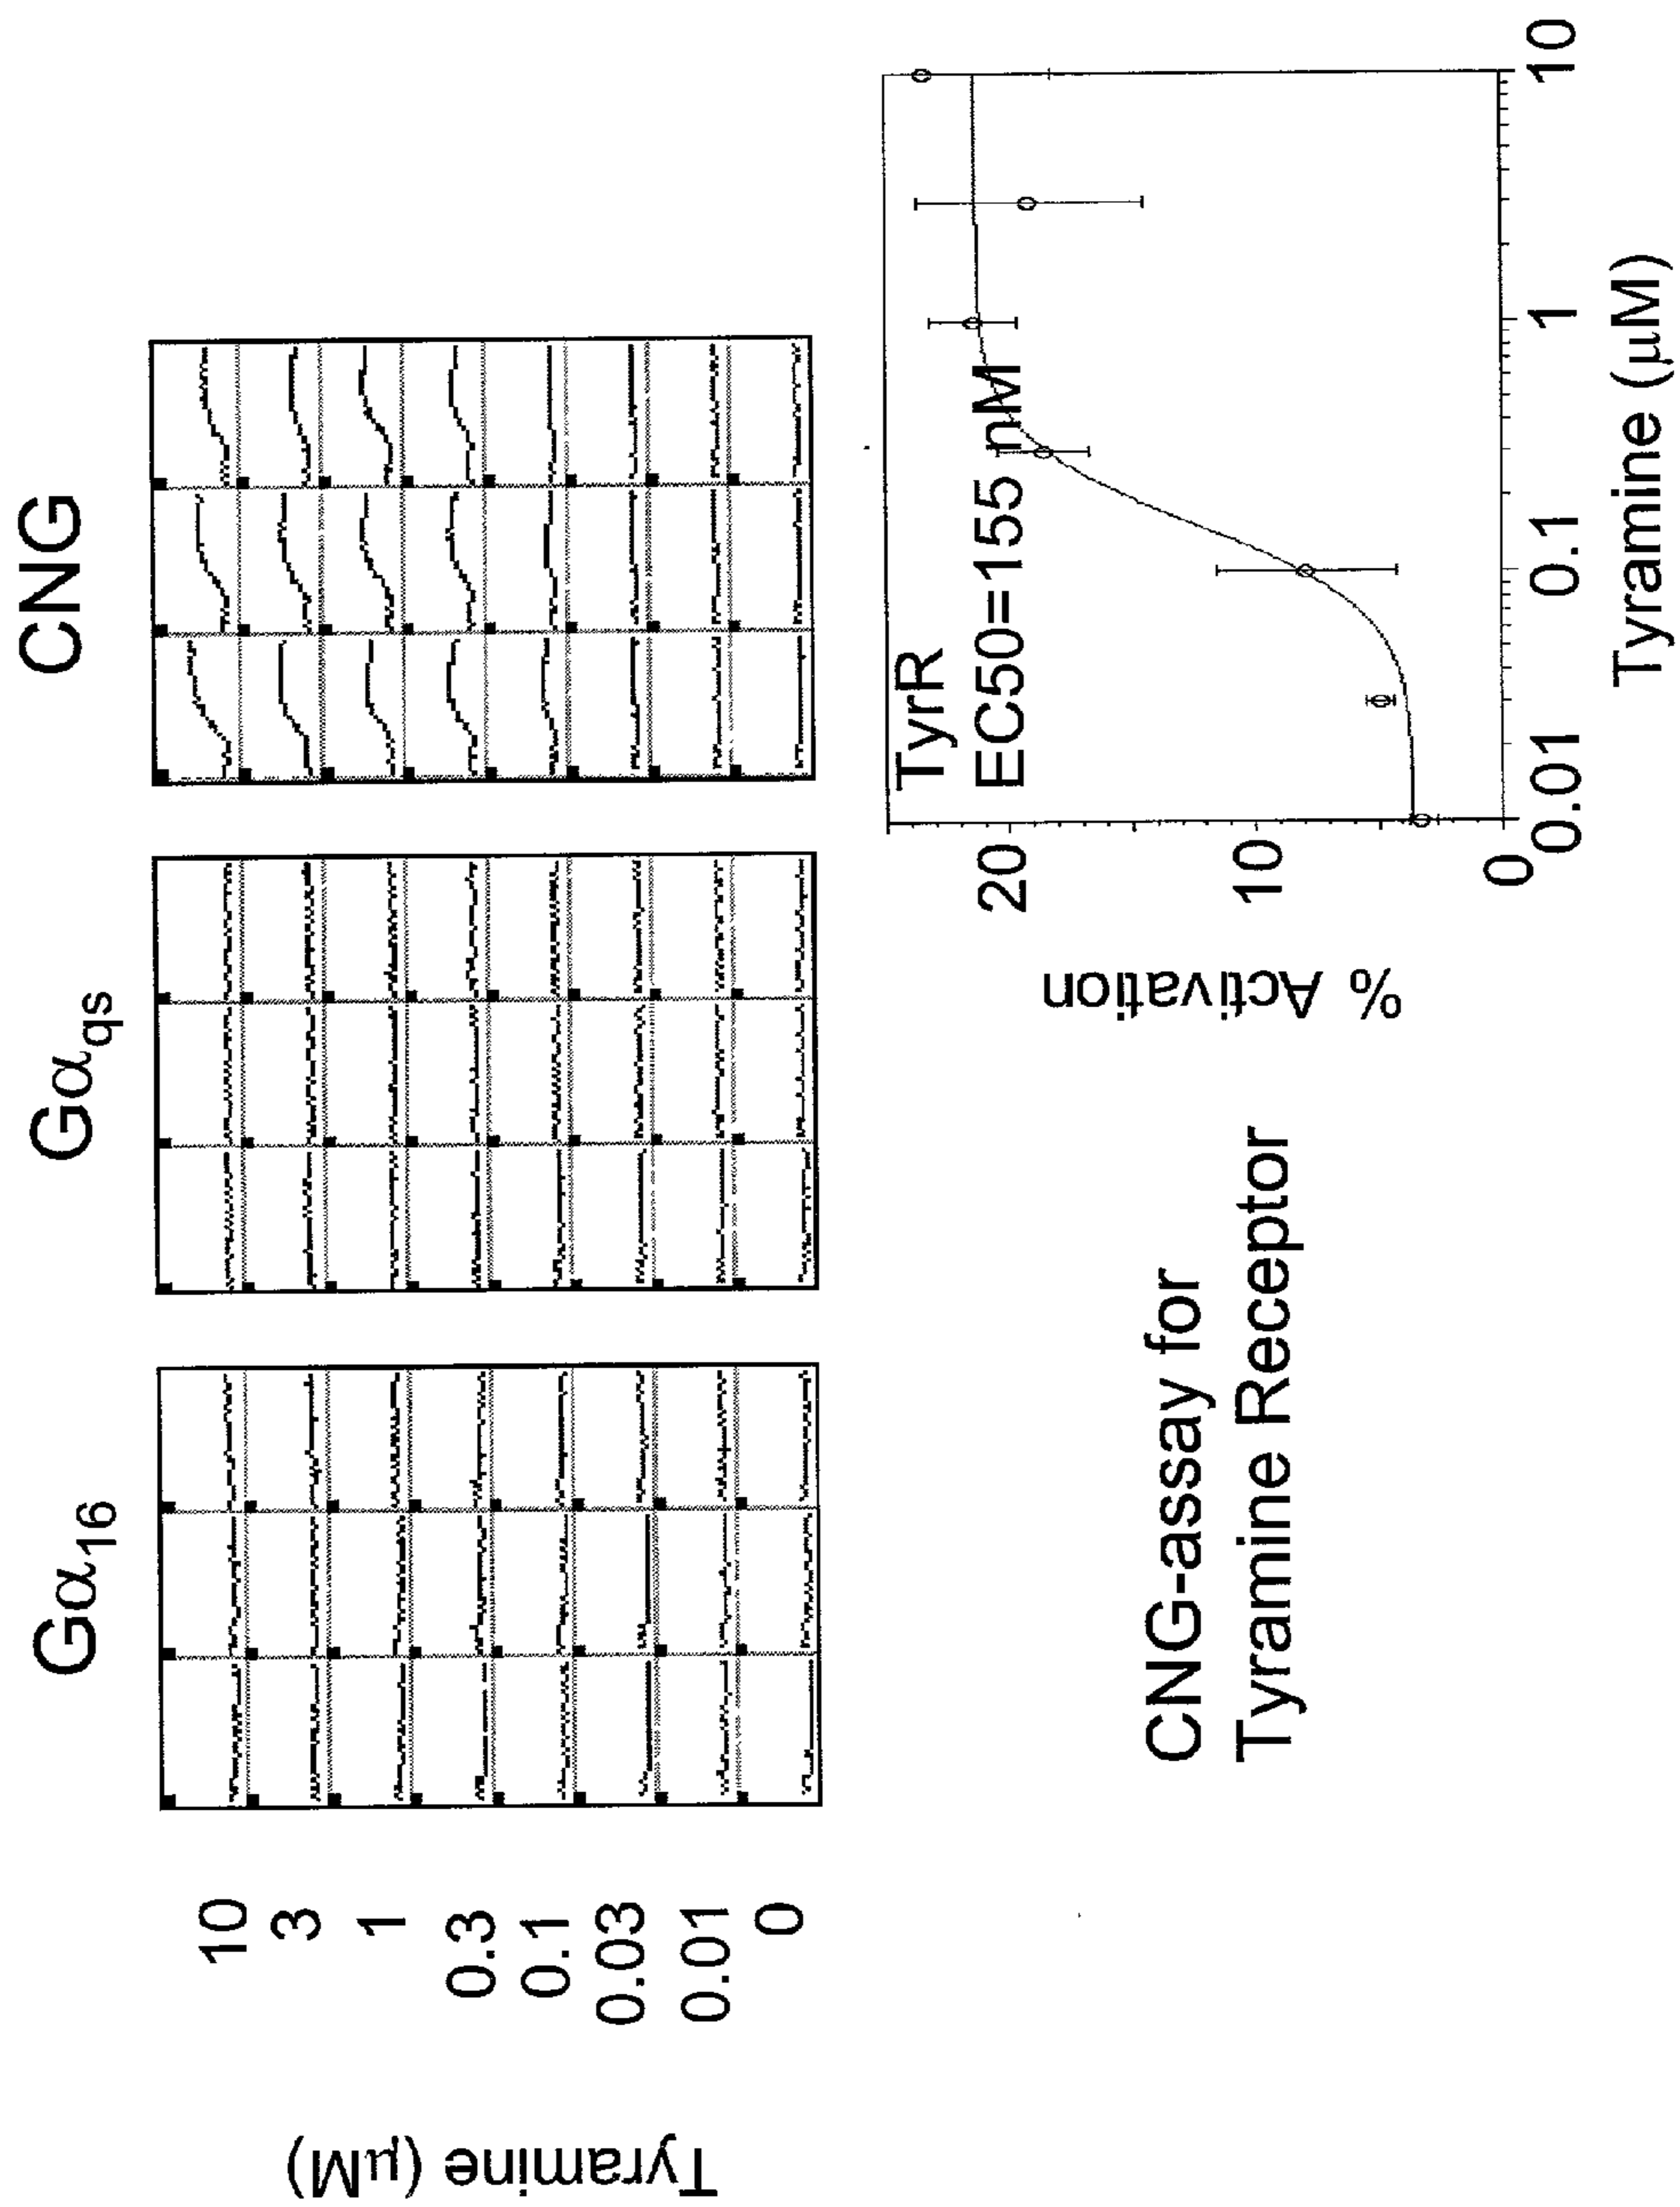 Gα16
Gαqs
CNG
Tyramine (μM)
10
3
1
0.3
0.1
0.03
0.01
0
CNG-assay for
Tyramine Receptor
TyrR
EC50=155 nM
% Activation
20
10
0
0.01
0.1
1
10
Tyramine (μM)